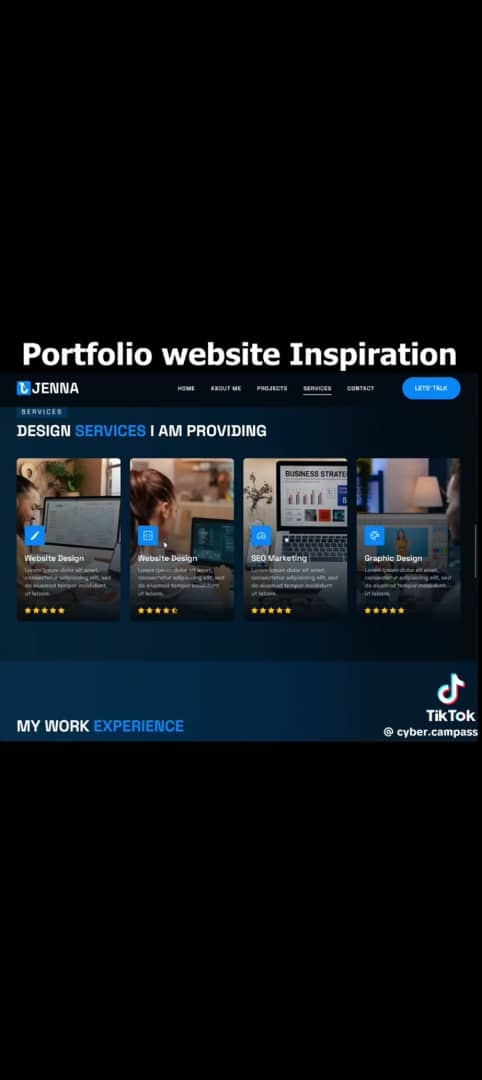 Portfolio website Inspiration
JENNA
HOME ABOUT ME PROJECTS SERVICES CONTACT LETS' TALK
SERVICES
DESIGN SERVICES I AM PROVIDING
BUSINESS STRATE
Website Design
Lorem ipsum dolor sit amet, consectetur adipiscing elit, sed do eiusmod tempor incididunt ut labore.
Website Design
Lorem ipsum dolor sit amet, consectetur adipiscing elit, sed do eiusmod tempor incididunt ut labore.
SEO Marketing
Lorem ipsum dolor sit amet, consectetur adipiscing elit, sed do eiusmod tempor incididunt ut labore.
Graphic Design
Lorem ipsum dolor sit amet, consectetur adipiscing elit, sed do eiusmod tempor incididunt ut labore.
MY WORK EXPERIENCE
TikTok
@ cyber.campass